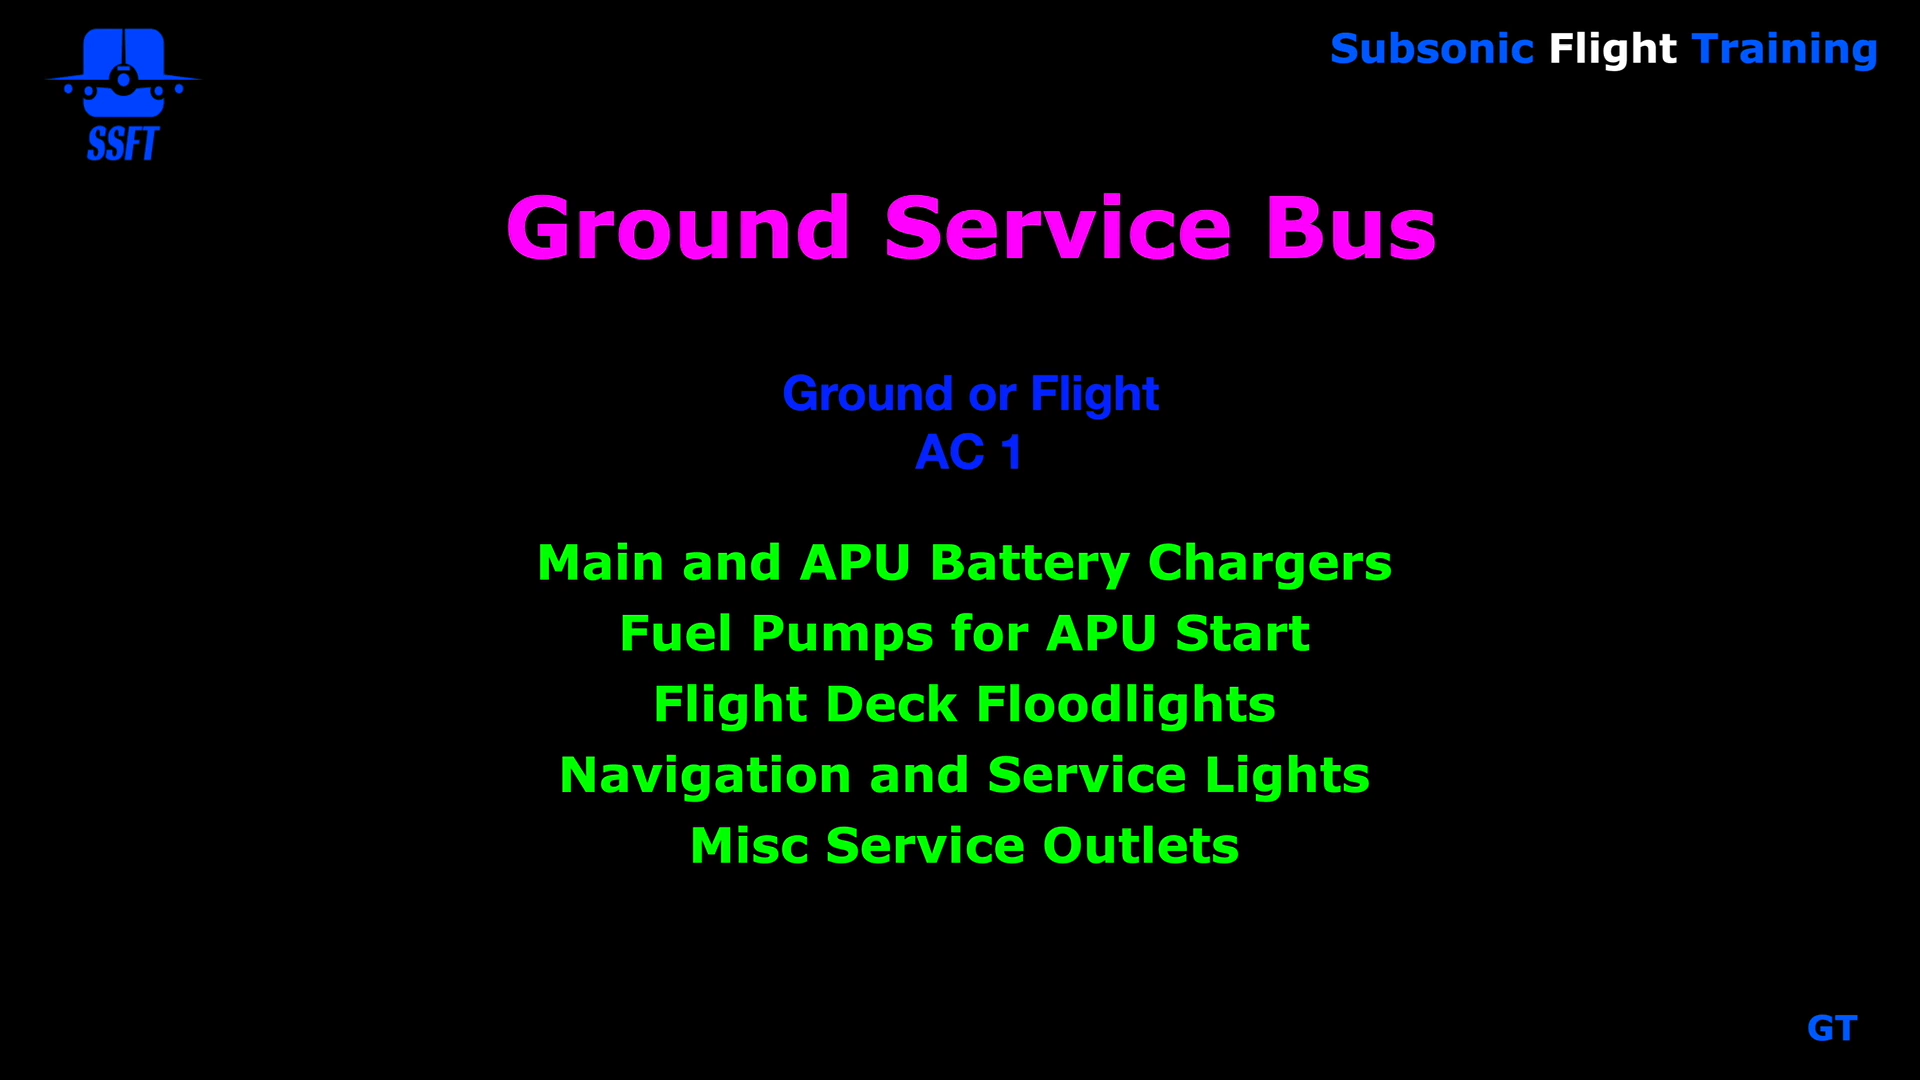 SSFT
Subsonic Flight Training
Ground Service Bus
Ground or Flight
AC 1
Main and APU Battery Chargers
Fuel Pumps for APU Start
Flight Deck Floodlights
Navigation and Service Lights
Misc Service Outlets
GT